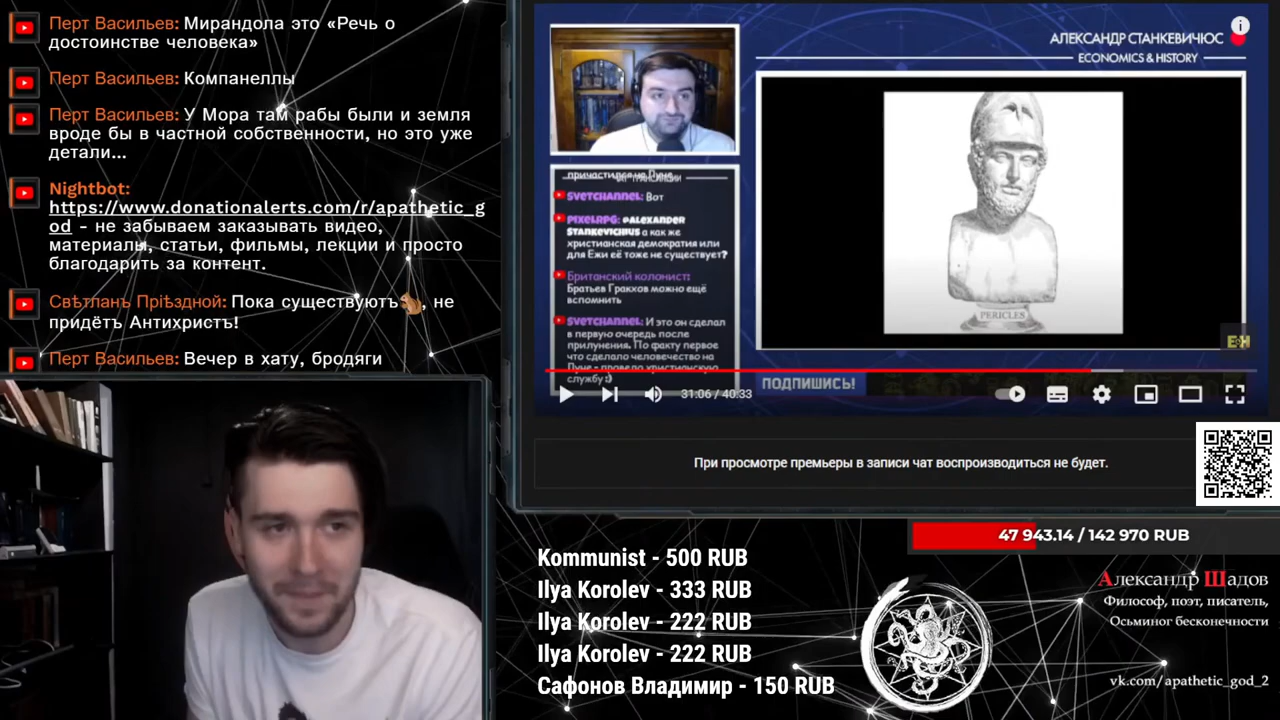 Перт Васильев: Мирандола это «Речь о
достоинстве человека»
Перт Васильев: Компанеллы
Перт Васильев: У Мора там рабы были и земля
вроде бы в частной собственности, но это уже
детали...
Nightbot:
https://www.donationalerts.com/r/apathetic_g
od - не забываем заказывать видео,
материалы, статьи, фильмы, лекции и просто
благодарить за контент.
Свѣтланъ Прiѣздной: Пока существуютъ, не
придётъ Антихристъ!
Перт Васильев: Вечер в хату, бродяги
АЛЕКСАНДР СТАНКЕВИЧЮС
ECONOMICS & HISTORY
причастился на Луне
SVETCHANNEL: Вот
PIXELRPG: @ALEXANDER
STANKEVICHIUS а как же
христианская демократия или
для Ежи её тоже не существует?
Британский колонист:
Братьев Гракхов можно ещё
вспомнить
SVETCHANNEL: И это он сделал
в первую очередь после
прилунения. По факту первое
что сделало человечество на
Луне - провело христианскую
службу :)
PERICLES
E&H
ПОДПИШИСЬ!
31:06 / 40:33
При просмотре премьеры в записи чат воспроизводиться не будет.
47 943.14 / 142 970 RUB
Kommunist - 500 RUB
Ilya Korolev - 333 RUB
Ilya Korolev - 222 RUB
Ilya Korolev - 222 RUB
Сафонов Владимир - 150 RUB
Александр Шадов
Философ, поэт, писатель,
Осьминог бесконечности
vk.com/apathetic_god_2